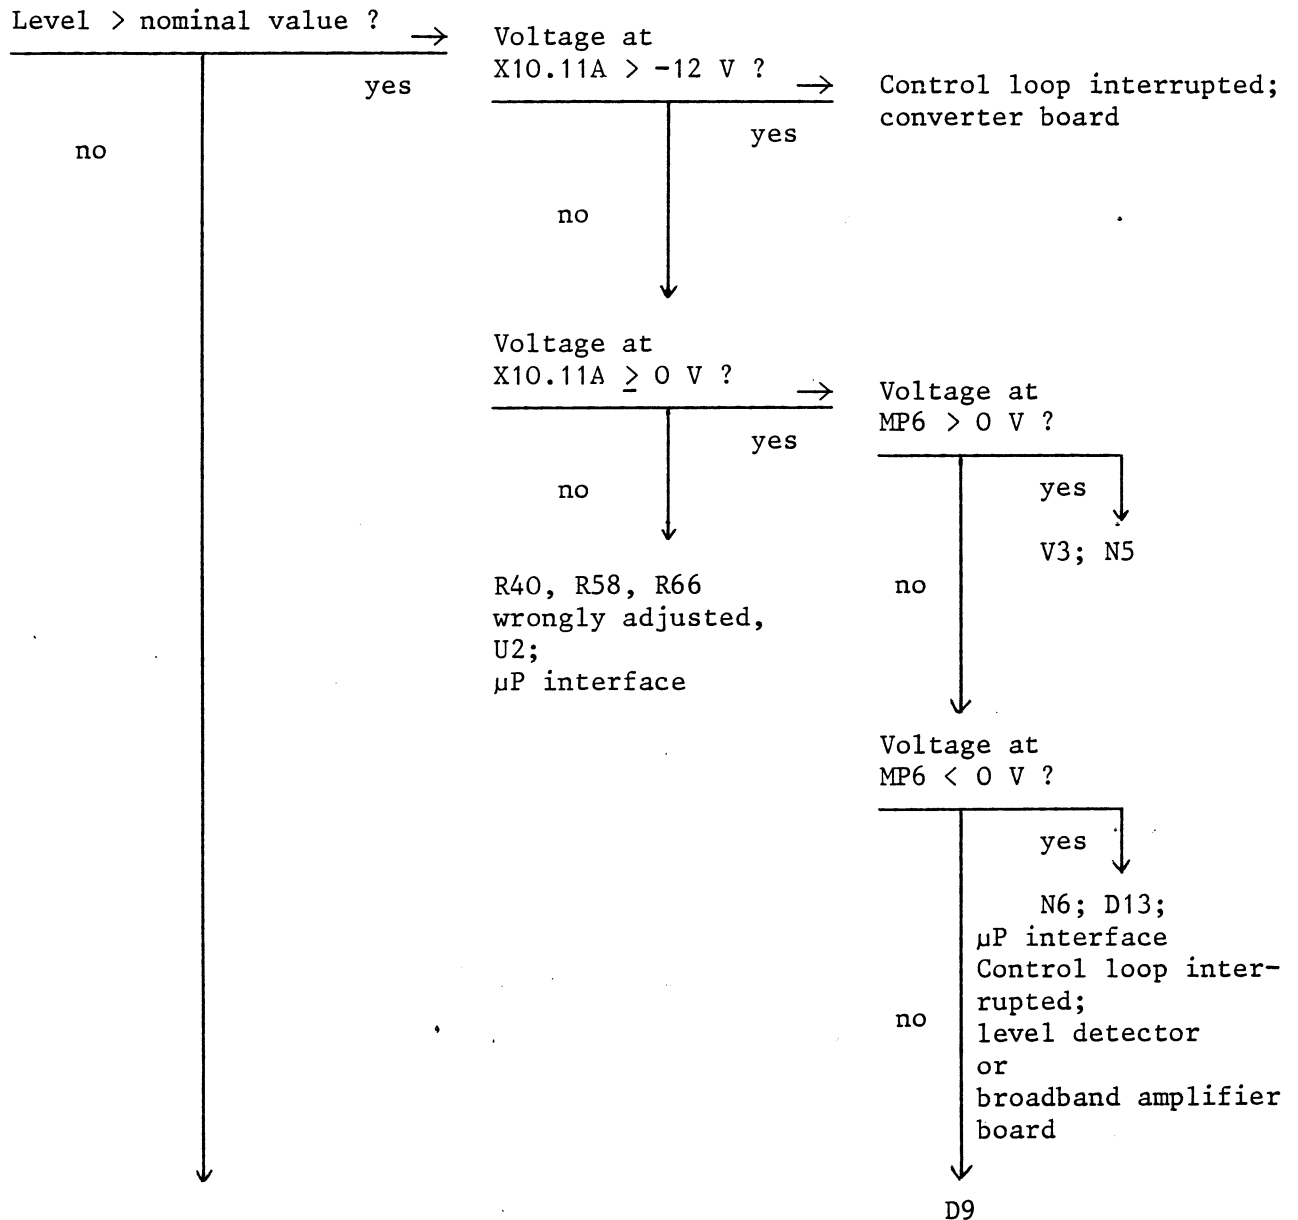 Level > nominal value ?
yes
no
Voltage at
X10.11A > -12 V ?
yes
no
Control loop interrupted;
converter board
Voltage at
X10.11A ≥ 0 V ?
yes
no
R40, R58, R66
wrongly adjusted,
U2;
µP interface
Voltage at
MP6 > 0 V ?
yes
V3; N5
no
Voltage at
MP6 < 0 V ?
yes
N6; D13;
µP interface
Control loop inter-
rupted;
level detector
or
broadband amplifier
board
no
D9